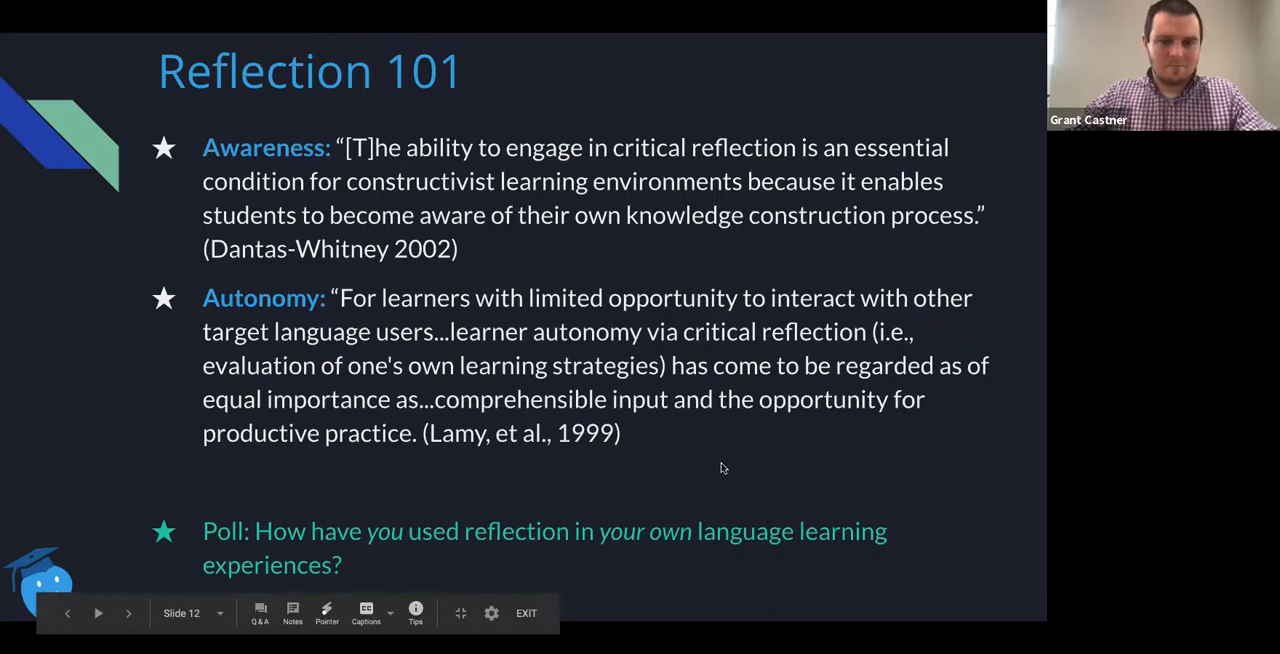 Reflection 101
★ Awareness: “[T]he ability to engage in critical reflection is an essential
condition for constructivist learning environments because it enables
students to become aware of their own knowledge construction process.”
(Dantas-Whitney 2002)
★ Autonomy: “For learners with limited opportunity to interact with other
target language users...learner autonomy via critical reflection (i.e.,
evaluation of one's own learning strategies) has come to be regarded as of
equal importance as...comprehensible input and the opportunity for
productive practice. (Lamy, et al., 1999)
★ Poll: How have you used reflection in your own language learning
experiences?
Grant Castner
Slide 12
Q & A
Notes
Pointer
CC
Captions
Tips
EXIT